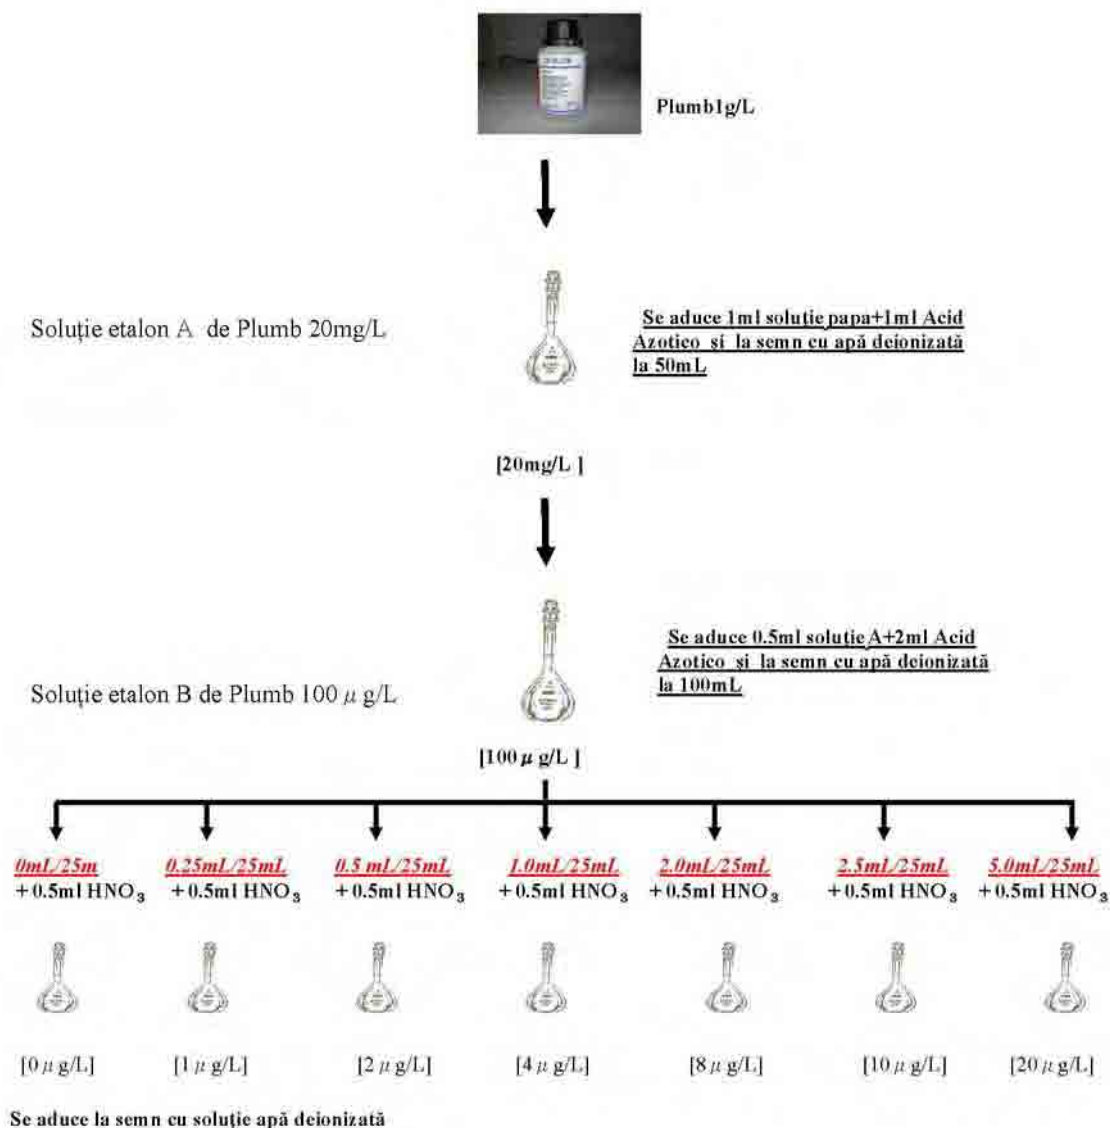 Plumb1g/L
Soluție etalon A de Plumb 20mg/L
Se aduce 1ml soluție papa+1ml Acid
Azotico și la semn cu apă deionizată
la 50mL
[20mg/L ]
Soluție etalon B de Plumb 100 μ g/L
Se aduce 0.5ml soluție A+2ml Acid
Azotico și la semn cu apă deionizată
la 100mL
[100 μ g/L ]
0mL/25m 0.25mL/25mL 0.5 mL/25mL 1.0mL/25mL 2.0mL/25mL 2.5mL/25mL 5.0mL/25mL
+ 0.5ml HNO₃ + 0.5ml HNO₃ + 0.5ml HNO₃ + 0.5ml HNO₃ + 0.5ml HNO₃ + 0.5ml HNO₃ + 0.5ml HNO₃
[0 μ g/L] [1 μ g/L] [2 μ g/L] [4 μ g/L] [8 μ g/L] [10 μ g/L] [20 μ g/L]
Se aduce la semn cu soluție apă deionizată